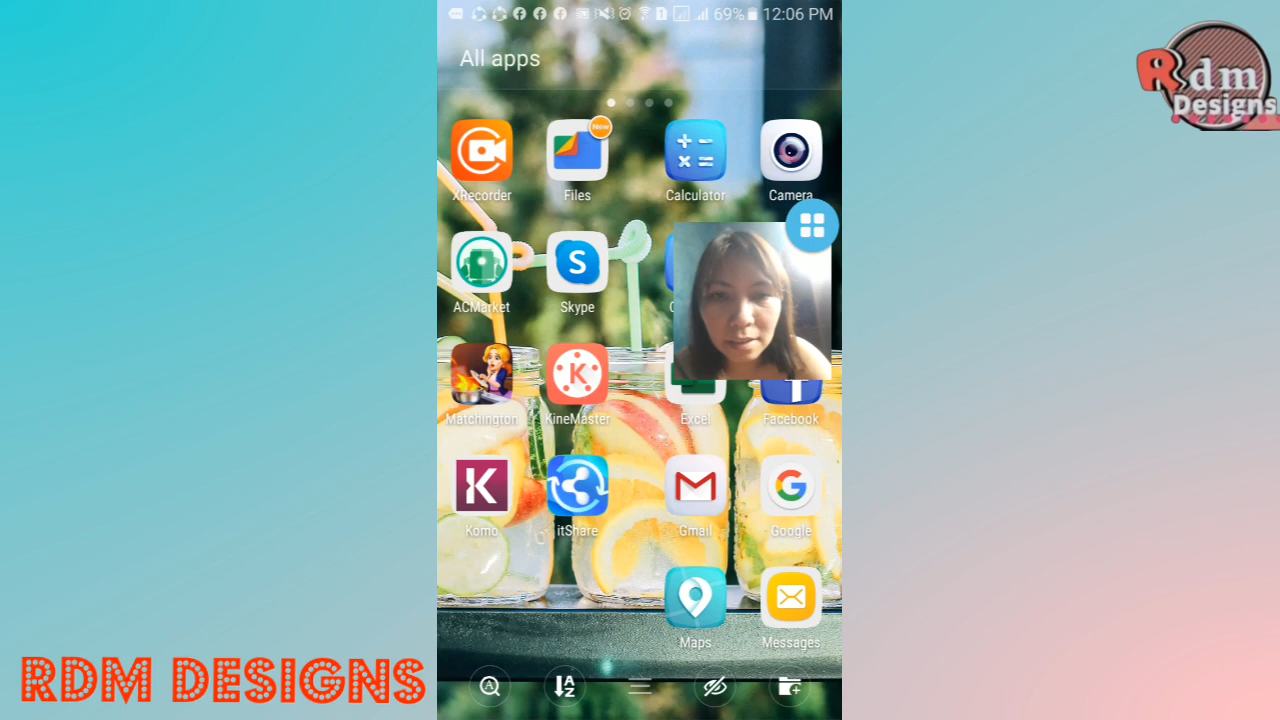 69% 12:06 PM
All apps
Rdm
Designs
New
XRecorder Files Calculator Camera
ACMarket Skype
Matchington KineMaster Excel Facebook
Komo itShare Gmail Google
Maps Messages
RDM DESIGNS